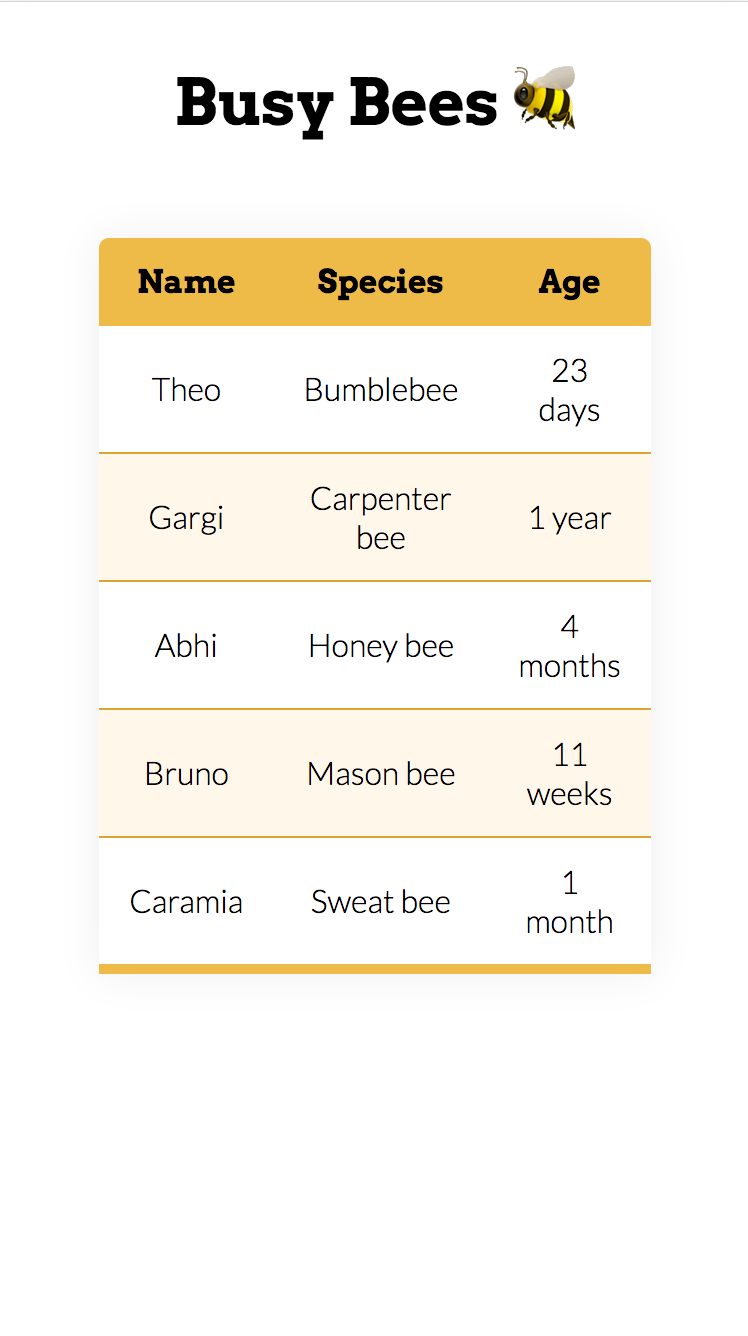 Busy Bees 🐝
Name Species Age
Theo Bumblebee 23 days
Gargi Carpenter bee 1 year
Abhi Honey bee 4 months
Bruno Mason bee 11 weeks
Caramia Sweat bee 1 month